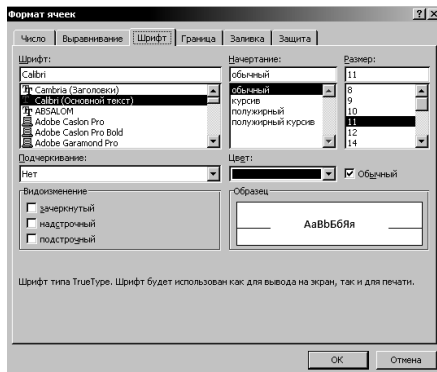 Формат ячеек
Число Выравнивание Шрифт Граница Заливка Защита
Шрифт: Начертание: Размер:
Calibri обычный 11
Cambria (Заголовки) обычный 8
Calibri (Основной текст) курсив 9
ABSALOM полужирный 10
Adobe Caslon Pro полужирный курсив 11
Adobe Caslon Pro Bold 12
Adobe Garamond Pro 14
Подчеркивание: Цвет:
Нет Обычный
Видоизменение Образец
зачеркнутый
надстрочный АаВbБбЯя
подстрочный
Шрифт типа TrueType. Шрифт будет использован как для вывода на экран, так и для печати.
ОК Отмена